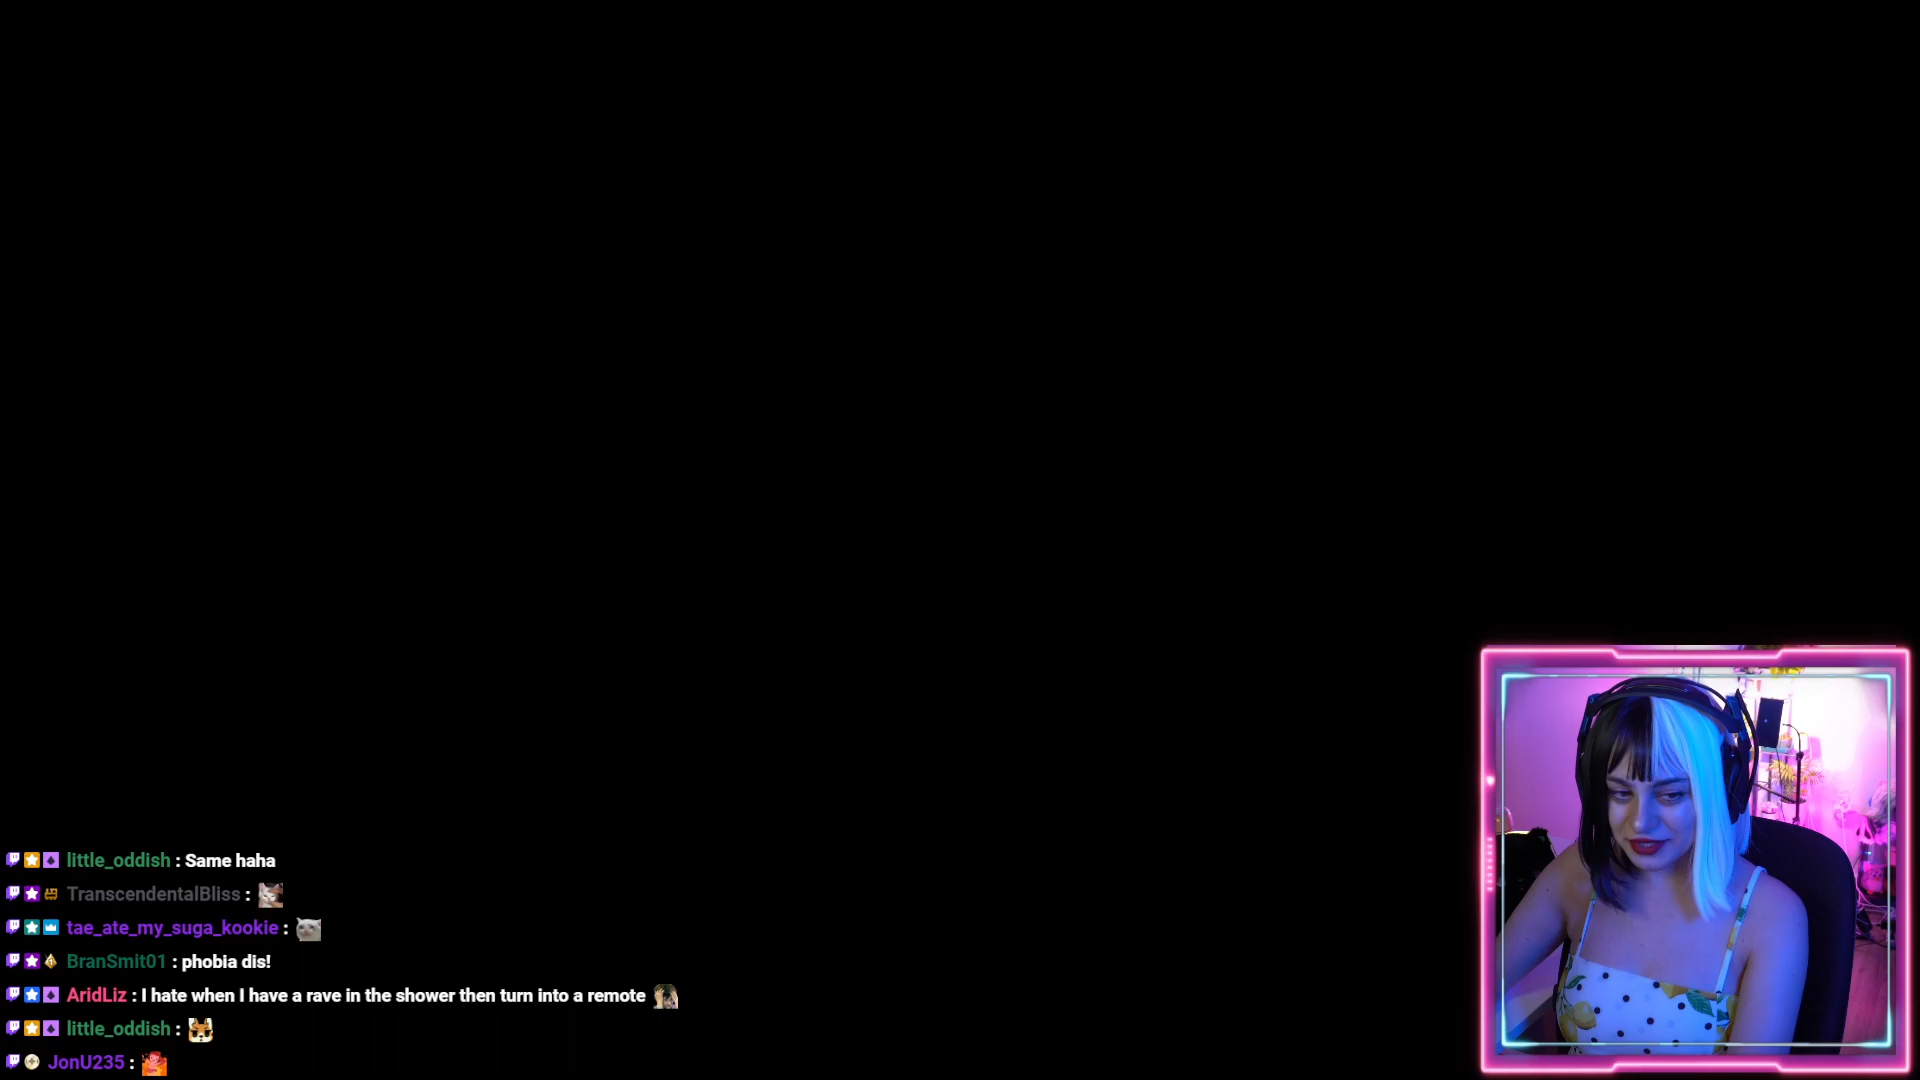 little_oddish : Same haha
TranscendentalBliss :
tae_ate_my_suga_kookie :
BranSmit01 : phobia dis!
AridLiz : I hate when I have a rave in the shower then turn into a remote
little_oddish :
JonU235 :